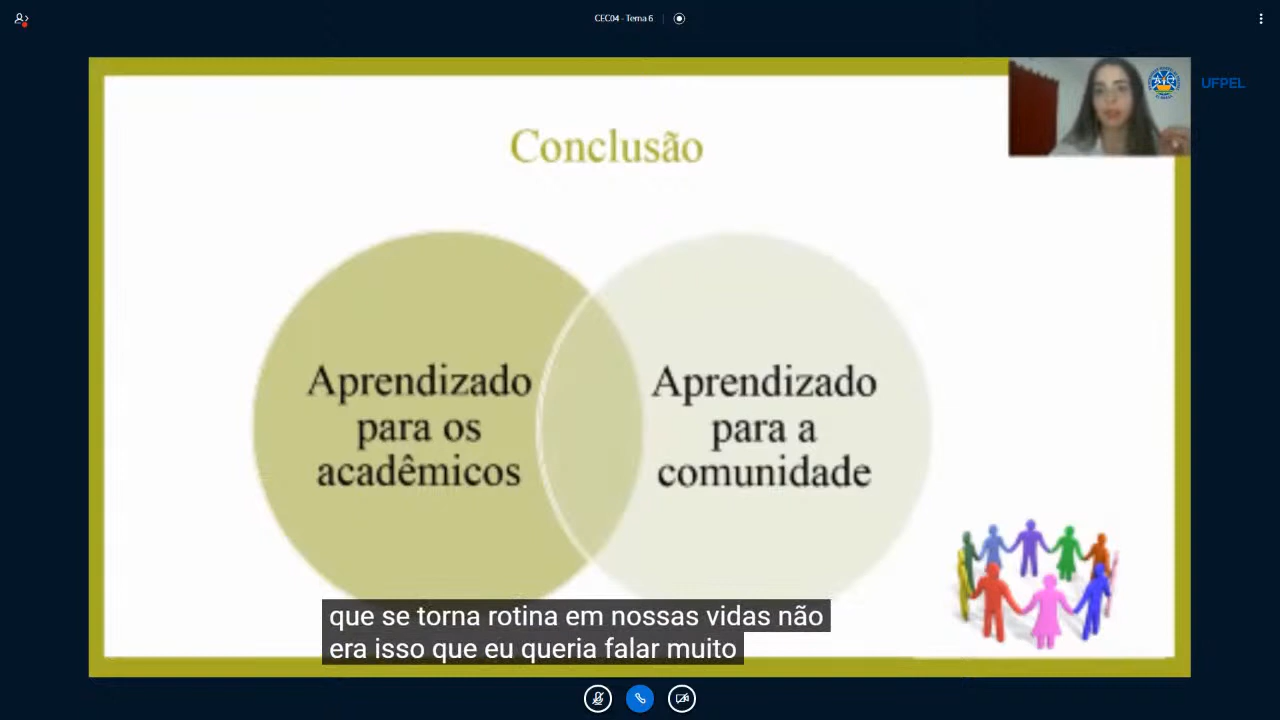 CEC04 - Tema 6
UFPEL
Conclusão
Aprendizado
para os
acadêmicos
Aprendizado
para a
comunidade
que se torna rotina em nossas vidas não
era isso que eu queria falar muito